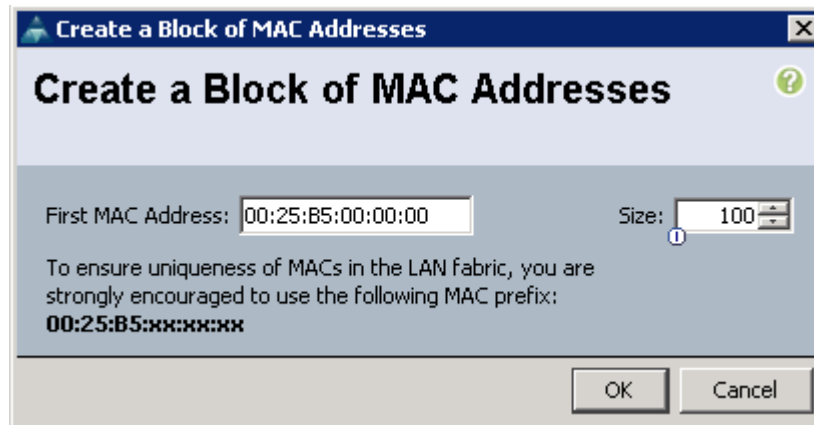 Create a Block of MAC Addresses
Create a Block of MAC Addresses
First MAC Address: 00:25:B5:00:00:00 Size: 100
To ensure uniqueness of MACs in the LAN fabric, you are
strongly encouraged to use the following MAC prefix:
00:25:B5:xx:xx:xx
OK Cancel